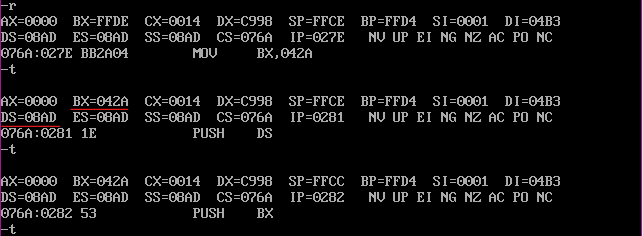 -r
AX=0000  BX=FFDE  CX=0014  DX=C998  SP=FFCE  BP=FFD4  SI=0001  DI=04B3
DS=08AD  ES=08AD  SS=08AD  CS=076A  IP=027E   NV UP EI NG NZ AC PO NC
076A:027E BB2A04        MOV     BX,042A
-t
AX=0000  BX=042A  CX=0014  DX=C998  SP=FFCE  BP=FFD4  SI=0001  DI=04B3
DS=08AD  ES=08AD  SS=08AD  CS=076A  IP=0281   NV UP EI NG NZ AC PO NC
076A:0281 1E            PUSH    DS
-t
AX=0000  BX=042A  CX=0014  DX=C998  SP=FFCC  BP=FFD4  SI=0001  DI=04B3
DS=08AD  ES=08AD  SS=08AD  CS=076A  IP=0282   NV UP EI NG NZ AC PO NC
076A:0282 53            PUSH    BX
-t